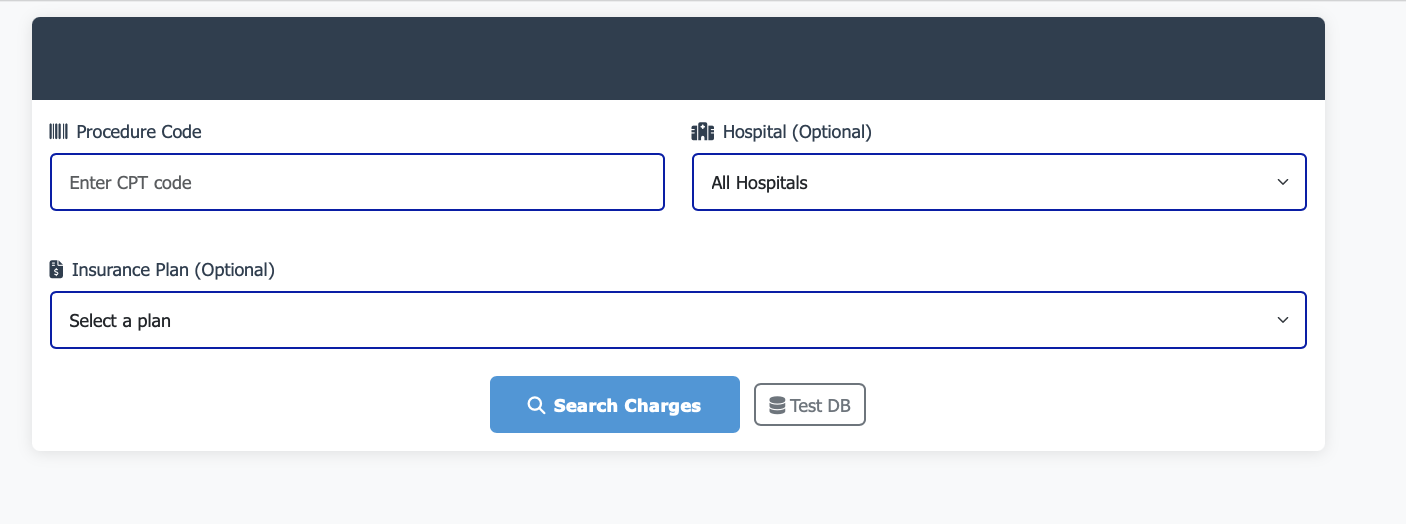 Procedure Code
Hospital (Optional)
Enter CPT code
All Hospitals
Insurance Plan (Optional)
Select a plan
Search Charges
Test DB